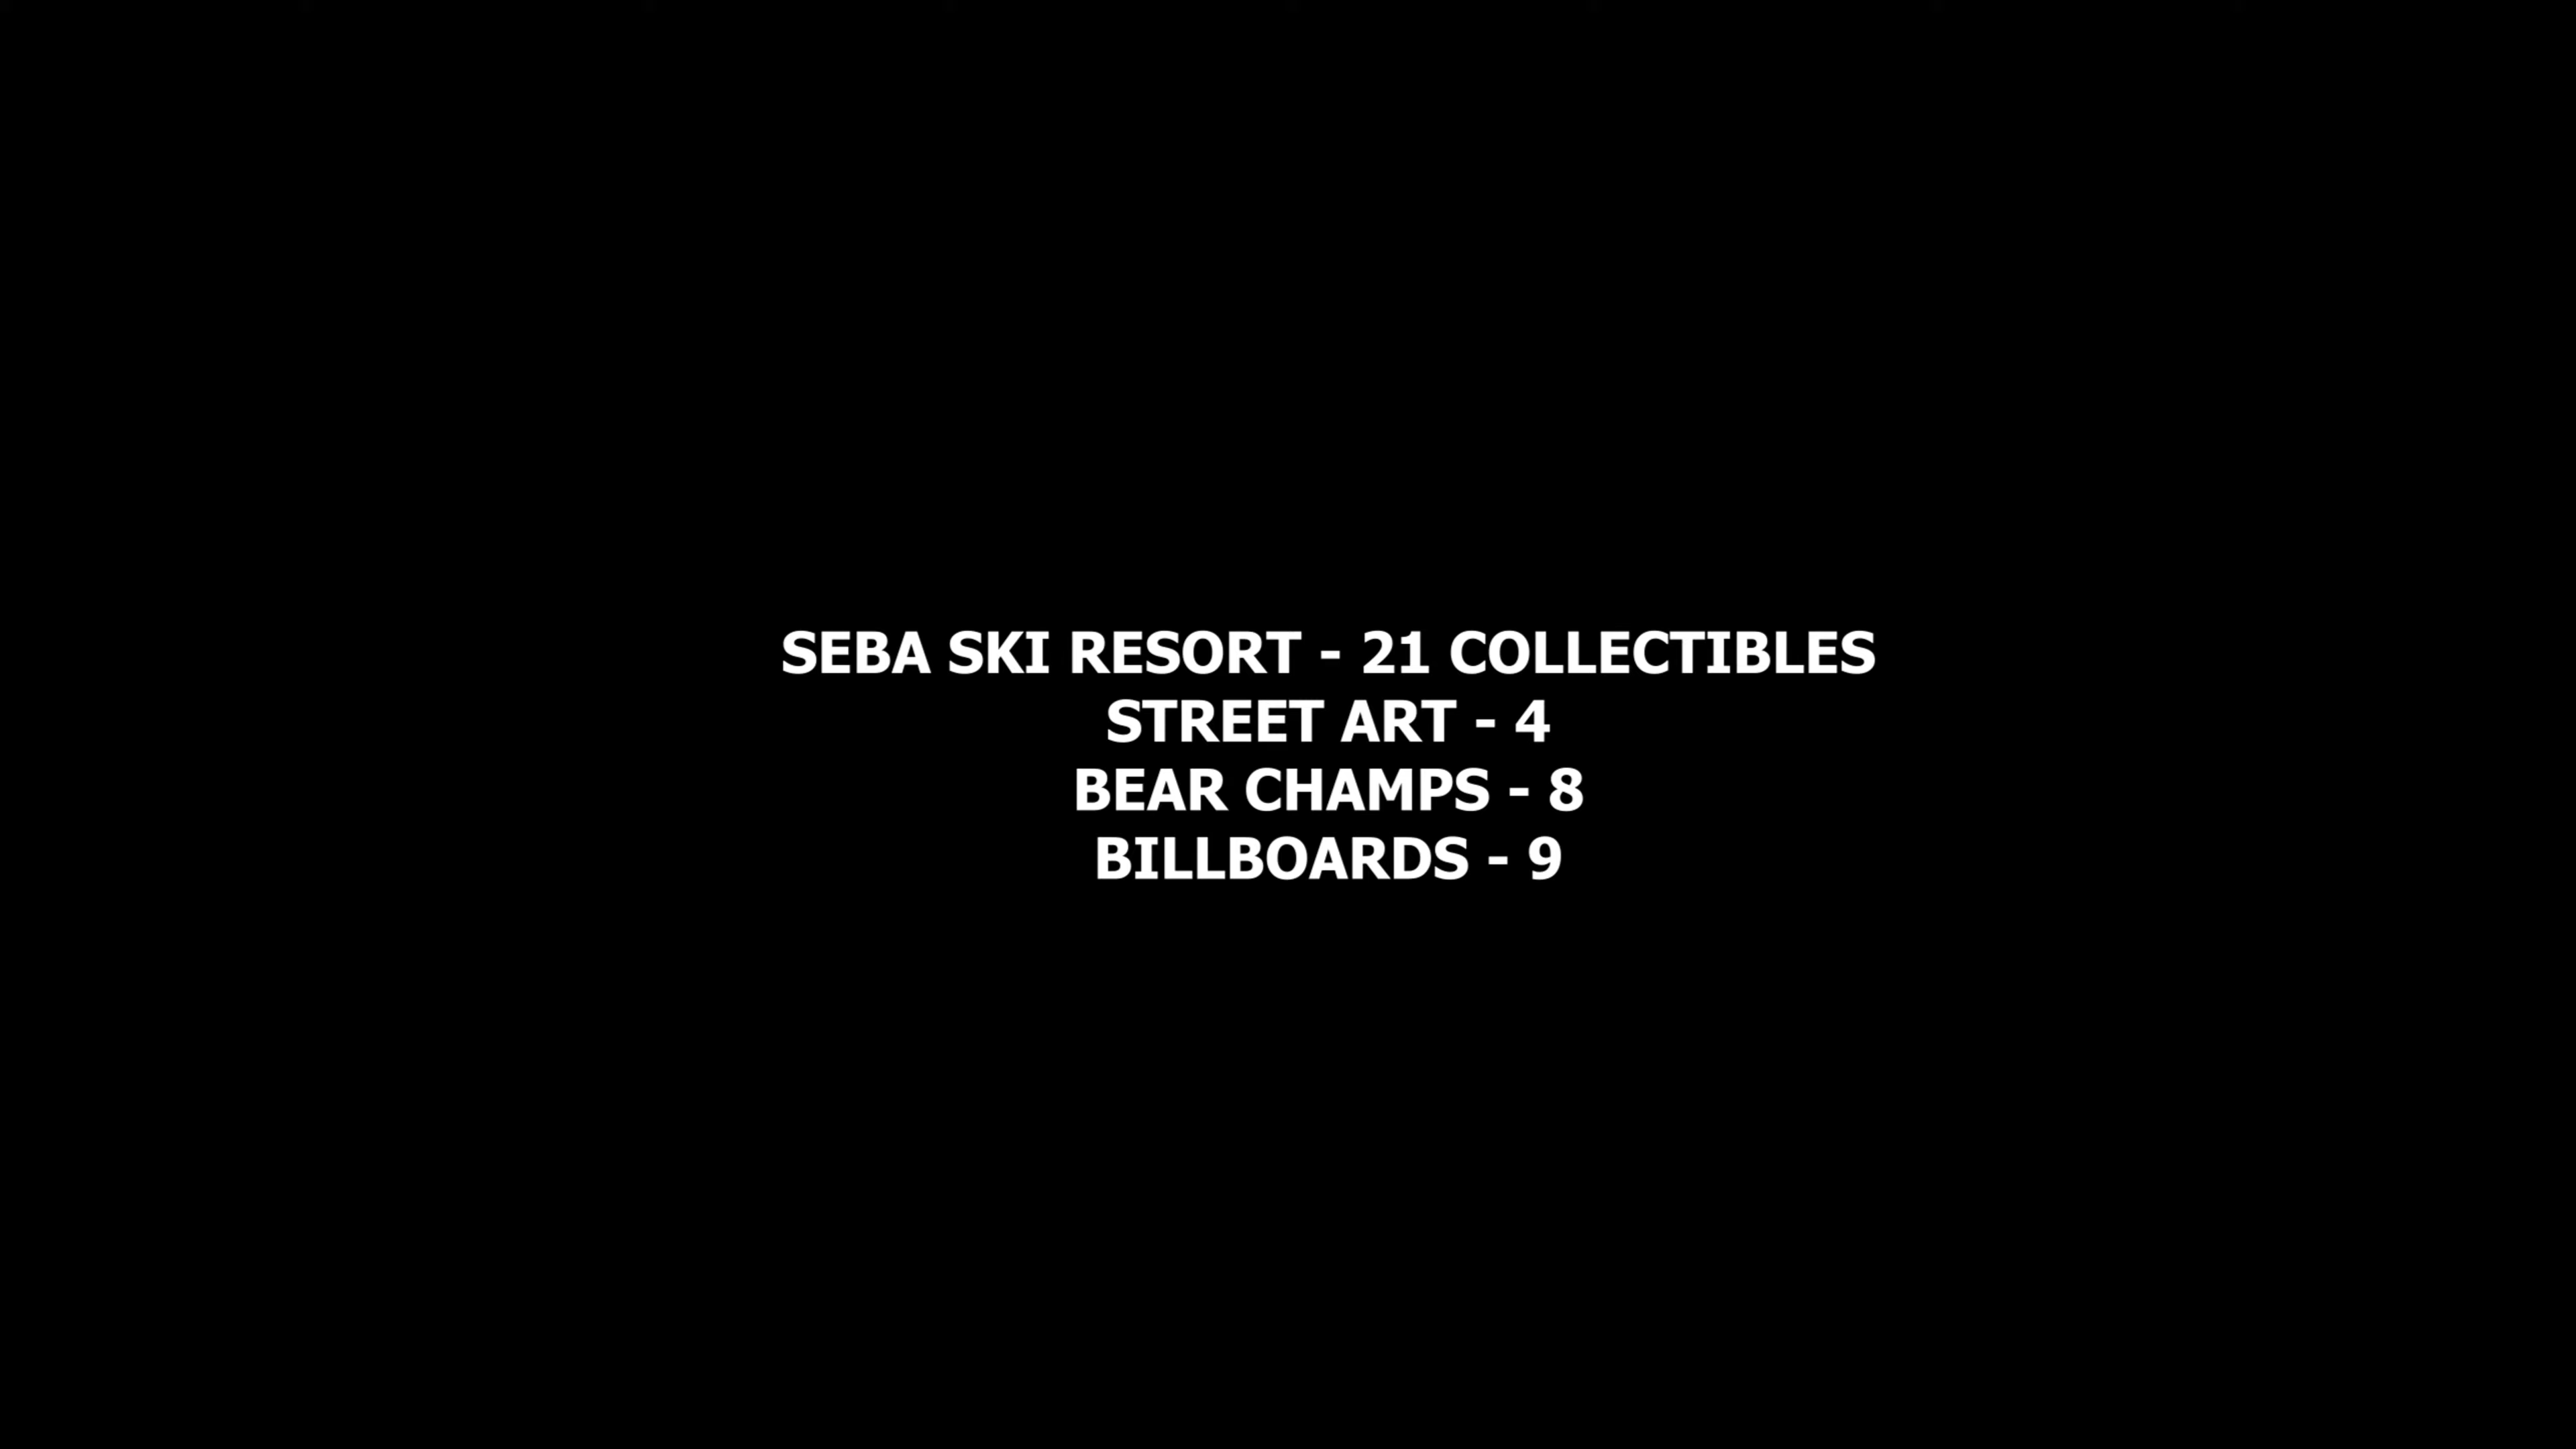 SEBA SKI RESORT - 21 COLLECTIBLES
STREET ART - 4
BEAR CHAMPS - 8
BILLBOARDS - 9